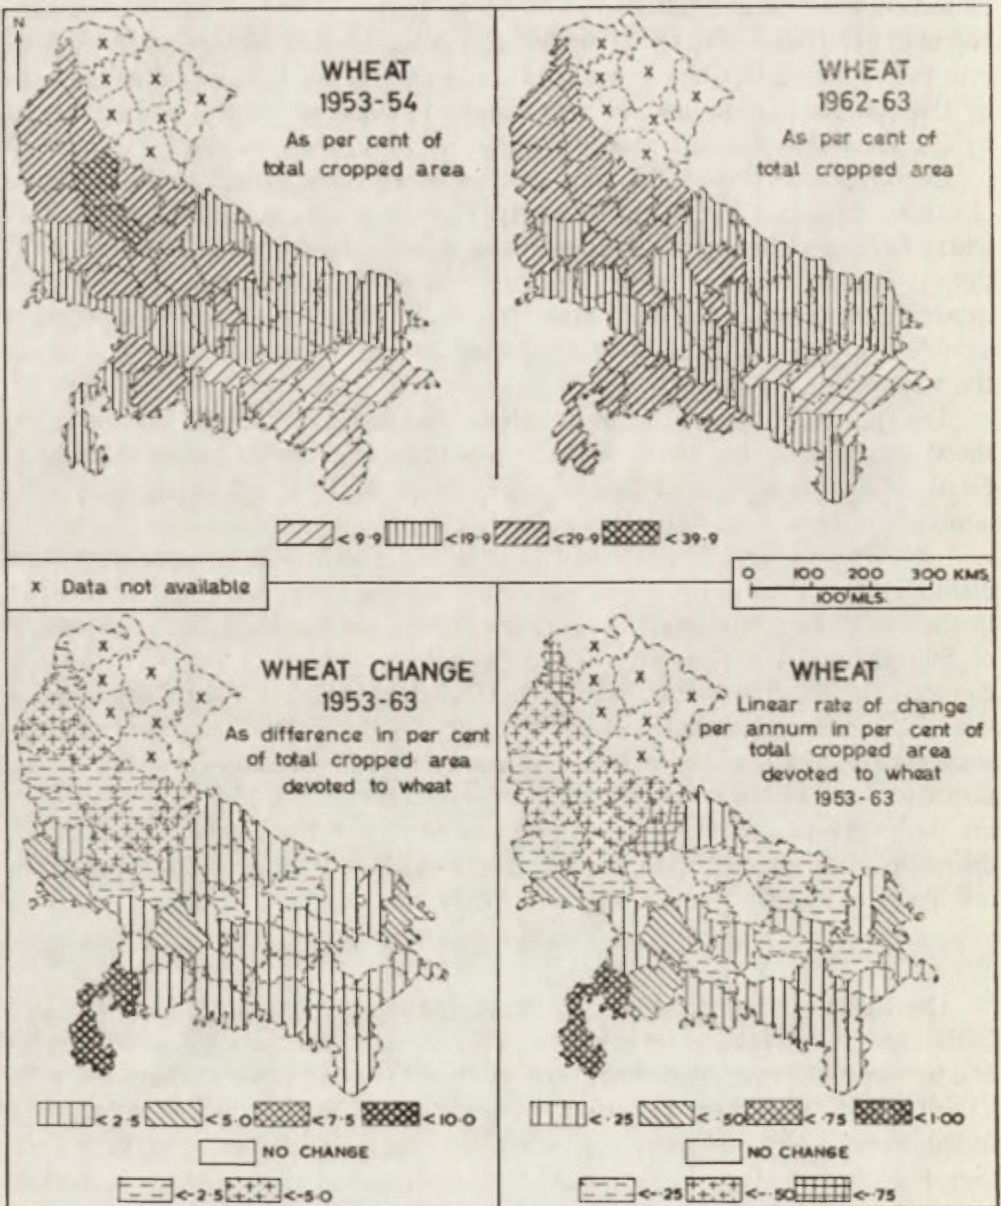 N
WHEAT
1953-54
As per cent of
total cropped area
x x x x x x x
WHEAT
1962-63
As per cent of
total cropped area
x x x x x x x
<9·9 <19·9 <29·9 <39·9
x Data not available
0 100 200 300 KMS.
100 MLS.
WHEAT CHANGE
1953-63
As difference in per cent
of total cropped area
devoted to wheat
x x x x x x x
WHEAT
Linear rate of change
per annum in per cent of
total cropped area
devoted to wheat
1953-63
x x x x x x x
<2·5 <5·0 <7·5 <10·0
NO CHANGE
<-2·5 <-5·0
<·25 <·50 <·75 <1·00
NO CHANGE
<-·25 <-·50 <-·75